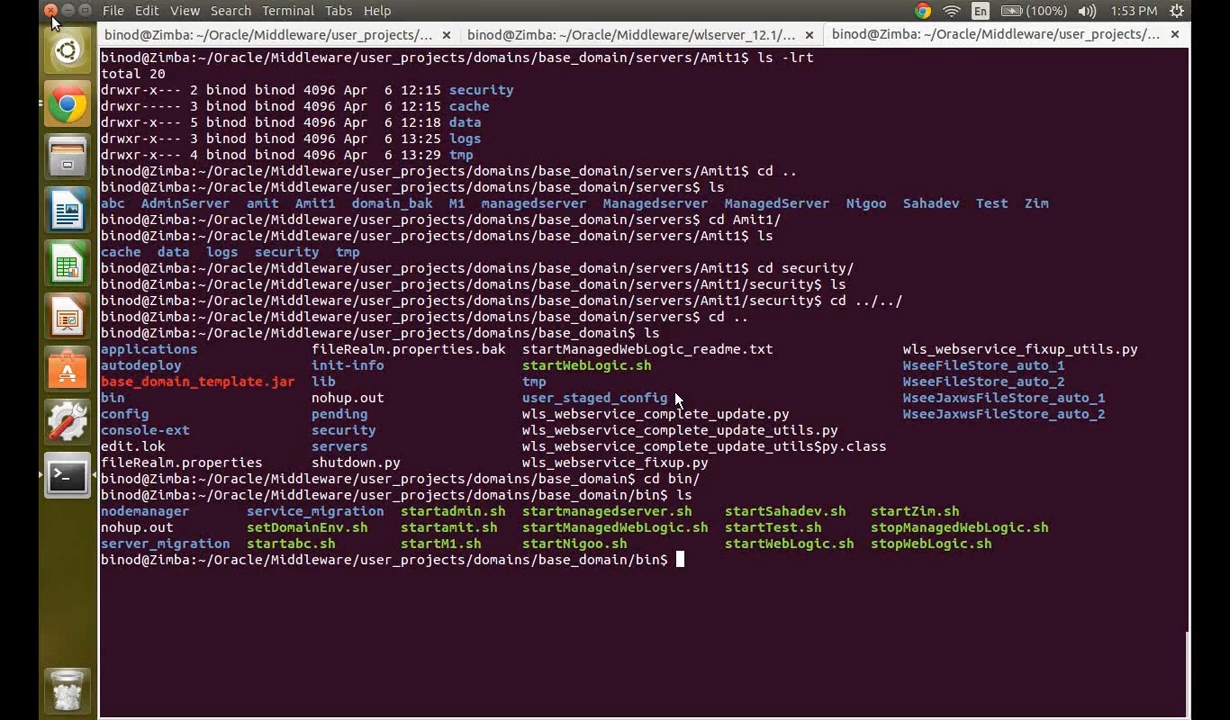 File Edit View Search Terminal Tabs Help En (100%) 1:53 PM
binod@Zimba: ~/Oracle/Middleware/user_projects/... × binod@Zimba: ~/Oracle/Middleware/wlserver_12.1/... × binod@Zimba: ~/Oracle/Middleware/user_projects/... ×
binod@Zimba:~/Oracle/Middleware/user_projects/domains/base_domain/servers/Amit1$ ls -lrt
total 20
drwxr-x--- 2 binod binod 4096 Apr  6 12:15 security
drwxr-x--- 3 binod binod 4096 Apr  6 12:15 cache
drwxr-x--- 5 binod binod 4096 Apr  6 12:18 data
drwxr-x--- 3 binod binod 4096 Apr  6 13:25 logs
drwxr-x--- 4 binod binod 4096 Apr  6 13:29 tmp
binod@Zimba:~/Oracle/Middleware/user_projects/domains/base_domain/servers/Amit1$ cd ..
binod@Zimba:~/Oracle/Middleware/user_projects/domains/base_domain/servers$ ls
abc  AdminServer  amit  Amit1  domain_bak  M1  managedserver  Managedserver  ManagedServer  Nigoo  Sahadev  Test  Zim
binod@Zimba:~/Oracle/Middleware/user_projects/domains/base_domain/servers$ cd Amit1/
binod@Zimba:~/Oracle/Middleware/user_projects/domains/base_domain/servers/Amit1$ ls
cache  data  logs  security  tmp
binod@Zimba:~/Oracle/Middleware/user_projects/domains/base_domain/servers/Amit1$ cd security/
binod@Zimba:~/Oracle/Middleware/user_projects/domains/base_domain/servers/Amit1/security$ ls
binod@Zimba:~/Oracle/Middleware/user_projects/domains/base_domain/servers/Amit1/security$ cd ../../
binod@Zimba:~/Oracle/Middleware/user_projects/domains/base_domain/servers$ cd ..
binod@Zimba:~/Oracle/Middleware/user_projects/domains/base_domain$ ls
applications  fileRealm.properties.bak  startManagedWebLogic_readme.txt  wls_webservice_fixup_utils.py
autodeploy  init-info  startWebLogic.sh  WseeFileStore_auto_1
base_domain_template.jar  lib  tmp  WseeFileStore_auto_2
bin  nohup.out  user_staged_config  WseeJaxwsFileStore_auto_1
config  pending  wls_webservice_complete_update.py  WseeJaxwsFileStore_auto_2
console-ext  security  wls_webservice_complete_update_utils.py
edit.lok  servers  wls_webservice_complete_update_utils$py.class
fileRealm.properties  shutdown.py  wls_webservice_fixup.py
binod@Zimba:~/Oracle/Middleware/user_projects/domains/base_domain$ cd bin/
binod@Zimba:~/Oracle/Middleware/user_projects/domains/base_domain/bin$ ls
nodemanager  service_migration  startadmin.sh  startmanagedserver.sh  startSahadev.sh  startZim.sh
nohup.out  setDomainEnv.sh  startamit.sh  startManagedWebLogic.sh  startTest.sh  stopManagedWebLogic.sh
server_migration  startabc.sh  startM1.sh  startNigoo.sh  startWebLogic.sh  stopWebLogic.sh
binod@Zimba:~/Oracle/Middleware/user_projects/domains/base_domain/bin$